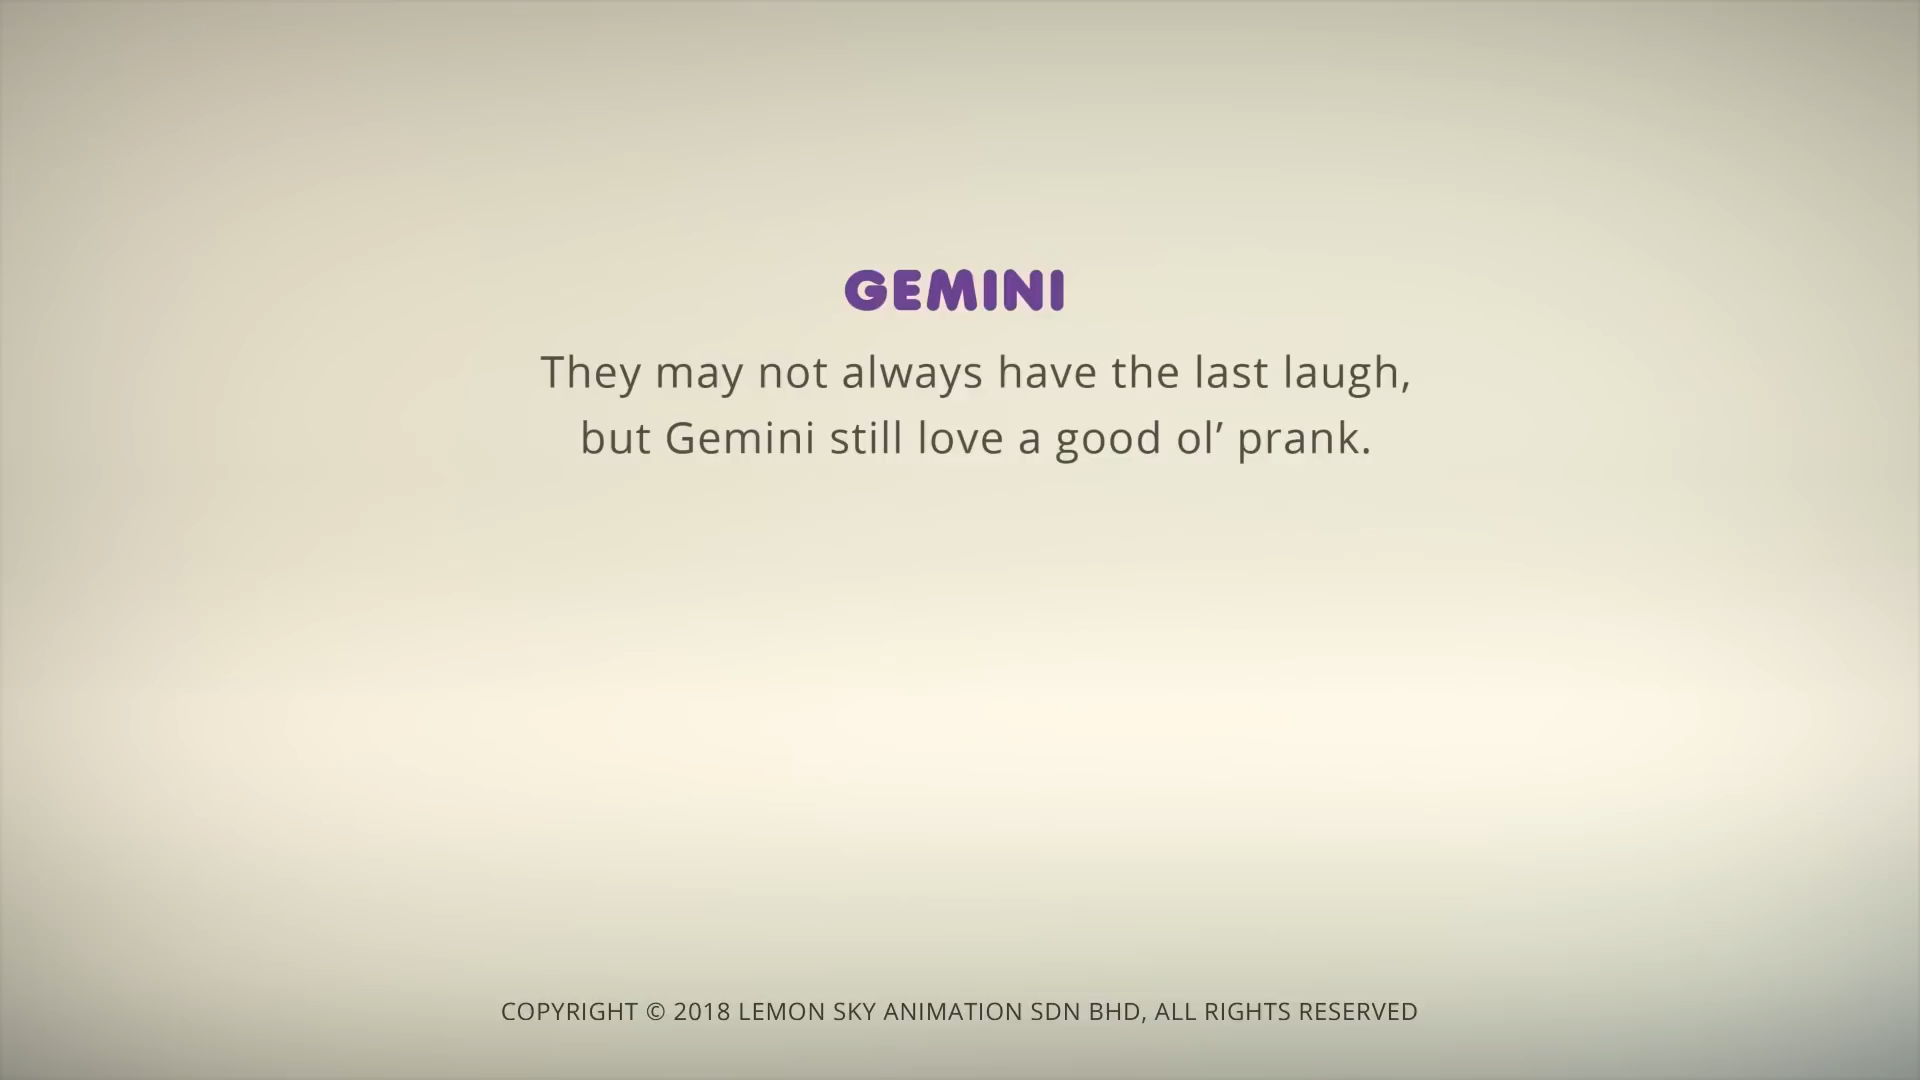 GEMINI
They may not always have the last laugh,
but Gemini still love a good ol’ prank.
COPYRIGHT © 2018 LEMON SKY ANIMATION SDN BHD, ALL RIGHTS RESERVED